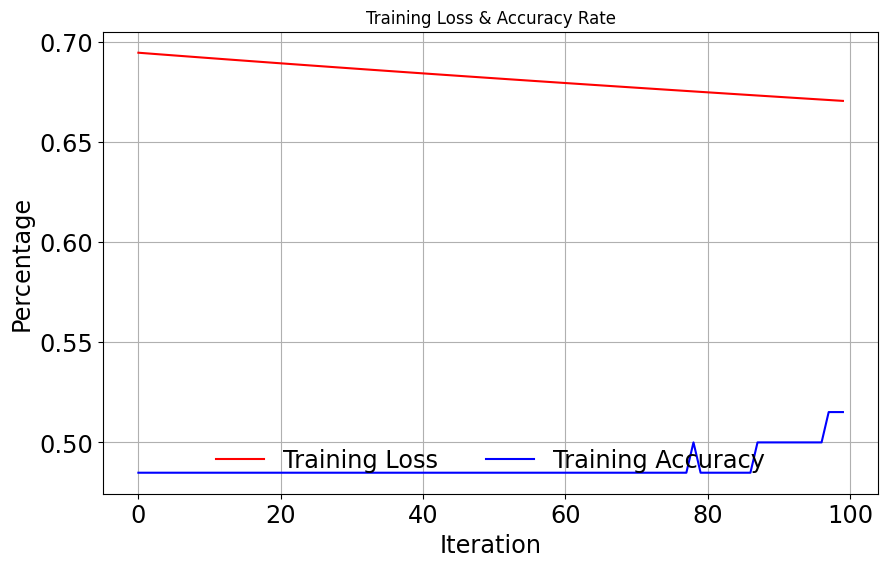 Training Loss & Accuracy Rate
0.70
0.65
0.60
0.55
0.50
Percentage
Training Loss Training Accuracy
0 20 40 60 80 100
Iteration